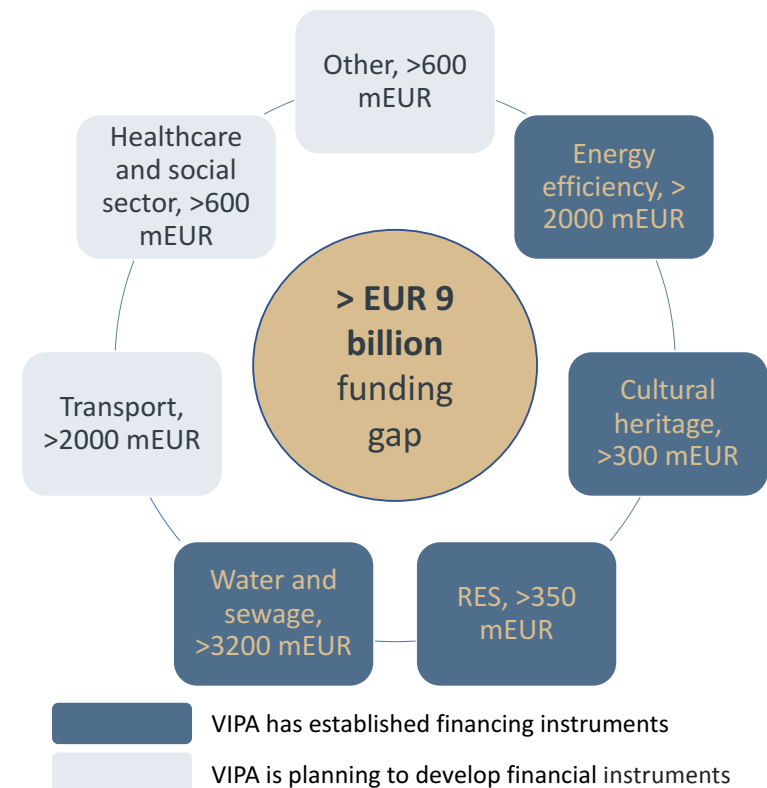 Other, >600
mEUR
Energy
efficiency, >
2000 mEUR
Cultural
heritage,
>300 mEUR
RES, >350
mEUR
Water and
sewage,
>3200 mEUR
Transport,
>2000 mEUR
Healthcare
and social
sector, >600
mEUR
> EUR 9
billion
funding
gap
VIPA has established financing instruments
VIPA is planning to develop financial instruments